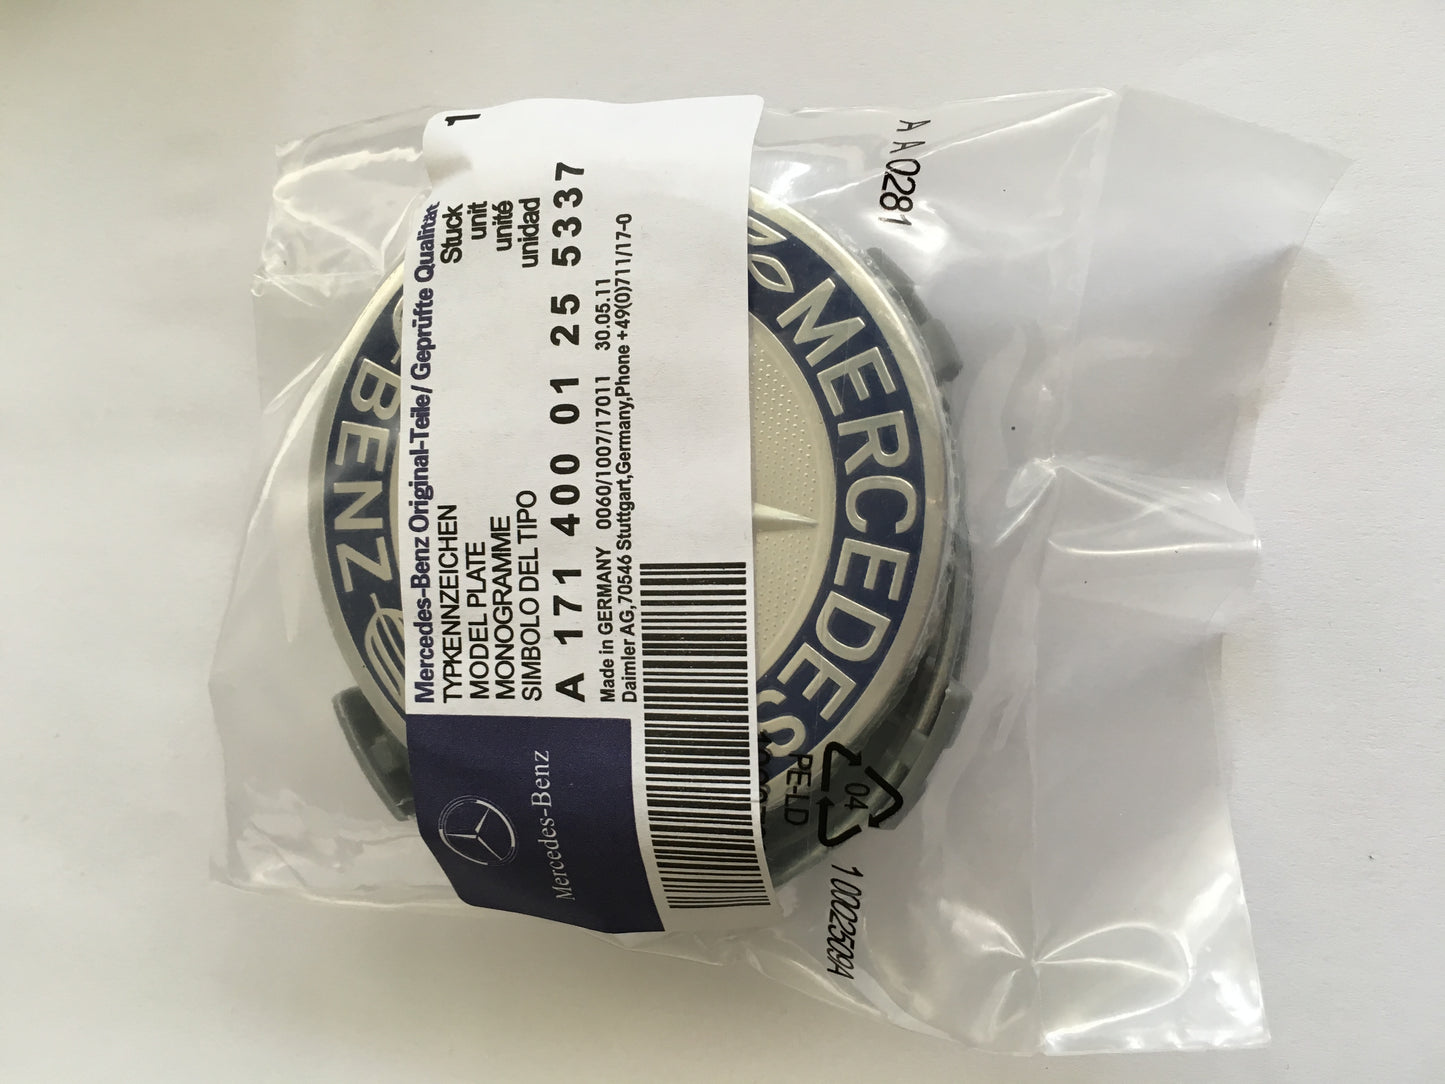 Mercedes-Benz Original-Teile/ Geprüfte Qualität
1
TYPKENNZEICHEN Stuck
MODEL PLATE unit
MONOGRAMME unité
SIMBOLO DEL TIPO unidad
A 171 400 01 25 5337
Made in GERMANY 0060/1007/17011 30.05.11
Daimler AG,70546 Stuttgart,Germany,Phone +49(0)711/17-0
Mercedes-Benz
MERCEDES
BENZ
A A 0281
04
PE-LD